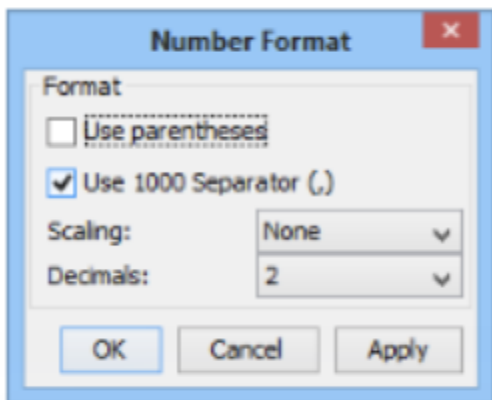 Number Format
Format
Use parentheses
Use 1000 Separator (,)
Scaling: None
Decimals: 2
OK Cancel Apply